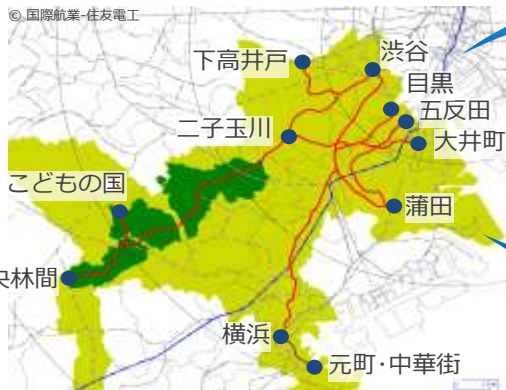 © 国際航業-住友電工
渋谷
下高井戸
目黒
五反田
二子玉川
大井町
こどもの国
蒲田
央林間
横浜
元町･中華街